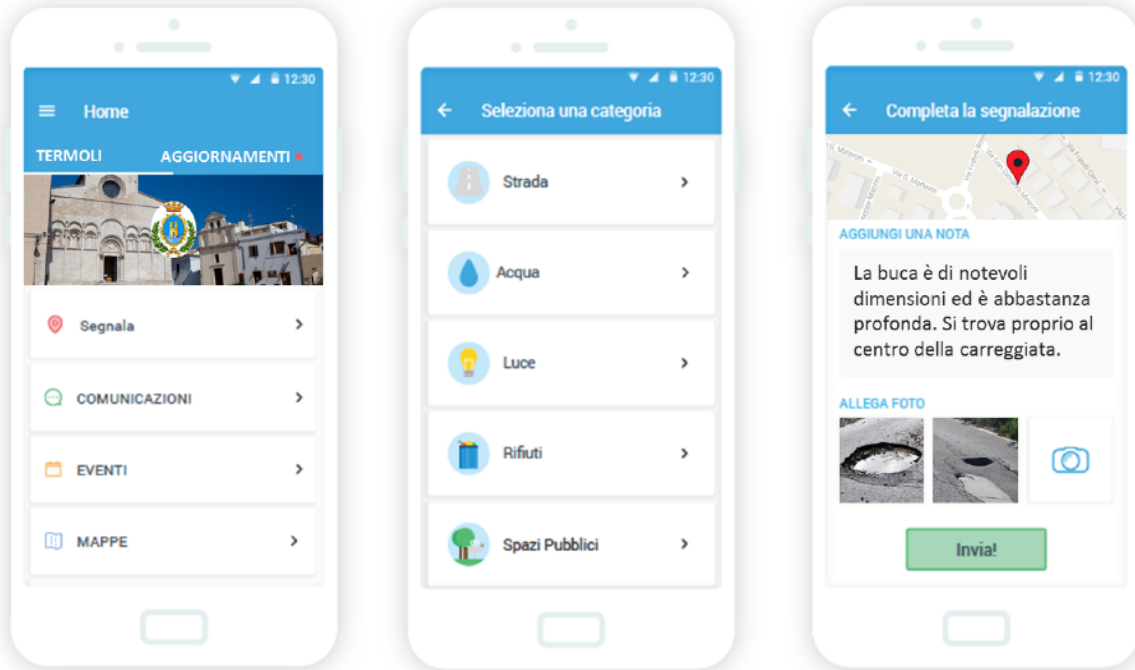 12:30
Home
TERMOLI
AGGIORNAMENTI
Segnala
COMUNICAZIONI
EVENTI
MAPPE
12:30
Seleziona una categoria
Strada
Acqua
Luce
Rifiuti
Spazi Pubblici
12:30
Completa la segnalazione
Via G. Matteotti
AGGIUNGI UNA NOTA
La buca è di notevoli
dimensioni ed è abbastanza
profonda. Si trova proprio al
centro della carreggiata.
ALLEGA FOTO
Invia!